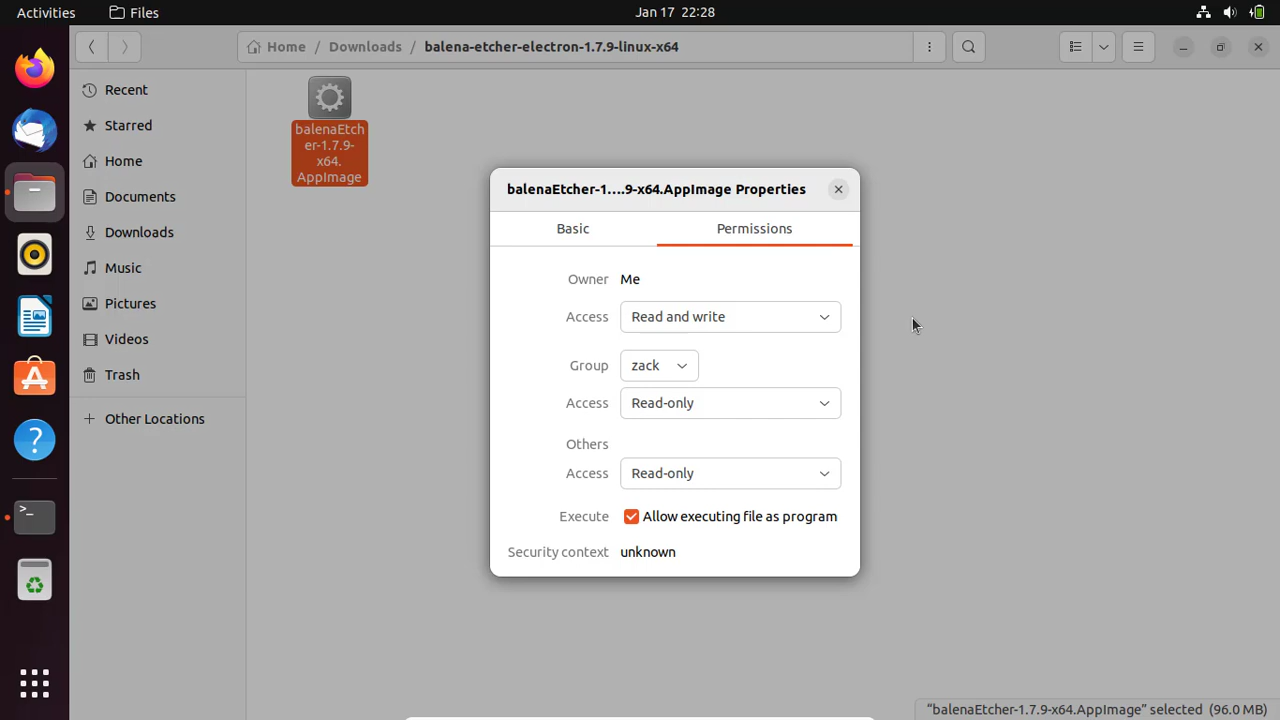 Activities Files Jan 17 22:28
Home / Downloads / balena-etcher-electron-1.7.9-linux-x64
Recent
Starred
Home
Documents
Downloads
Music
Pictures
Videos
Trash
+ Other Locations
balenaEtch
er-1.7.9-
x64.
AppImage
balenaEtcher-1....9-x64.AppImage Properties
Basic Permissions
Owner Me
Access Read and write
Group zack
Access Read-only
Others
Access Read-only
Execute Allow executing file as program
Security context unknown
“balenaEtcher-1.7.9-x64.AppImage” selected (96.0 MB)